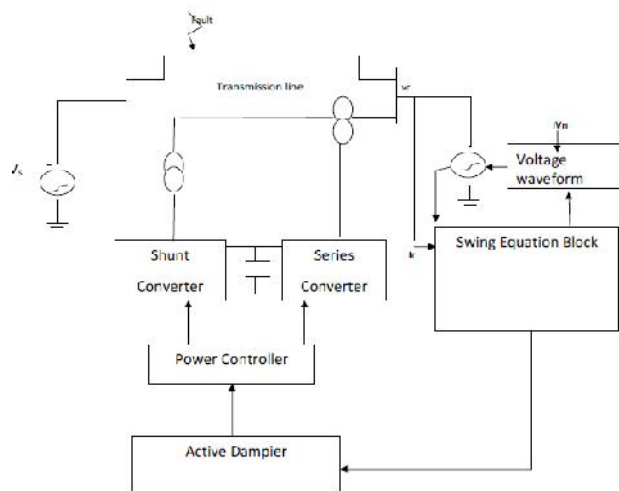 Fault
Transmission line
Vr
Vs
|Vr|
Voltage
waveform
Ir
Swing Equation Block
Shunt
Converter
Series
Converter
Power Controller
Active Dampier